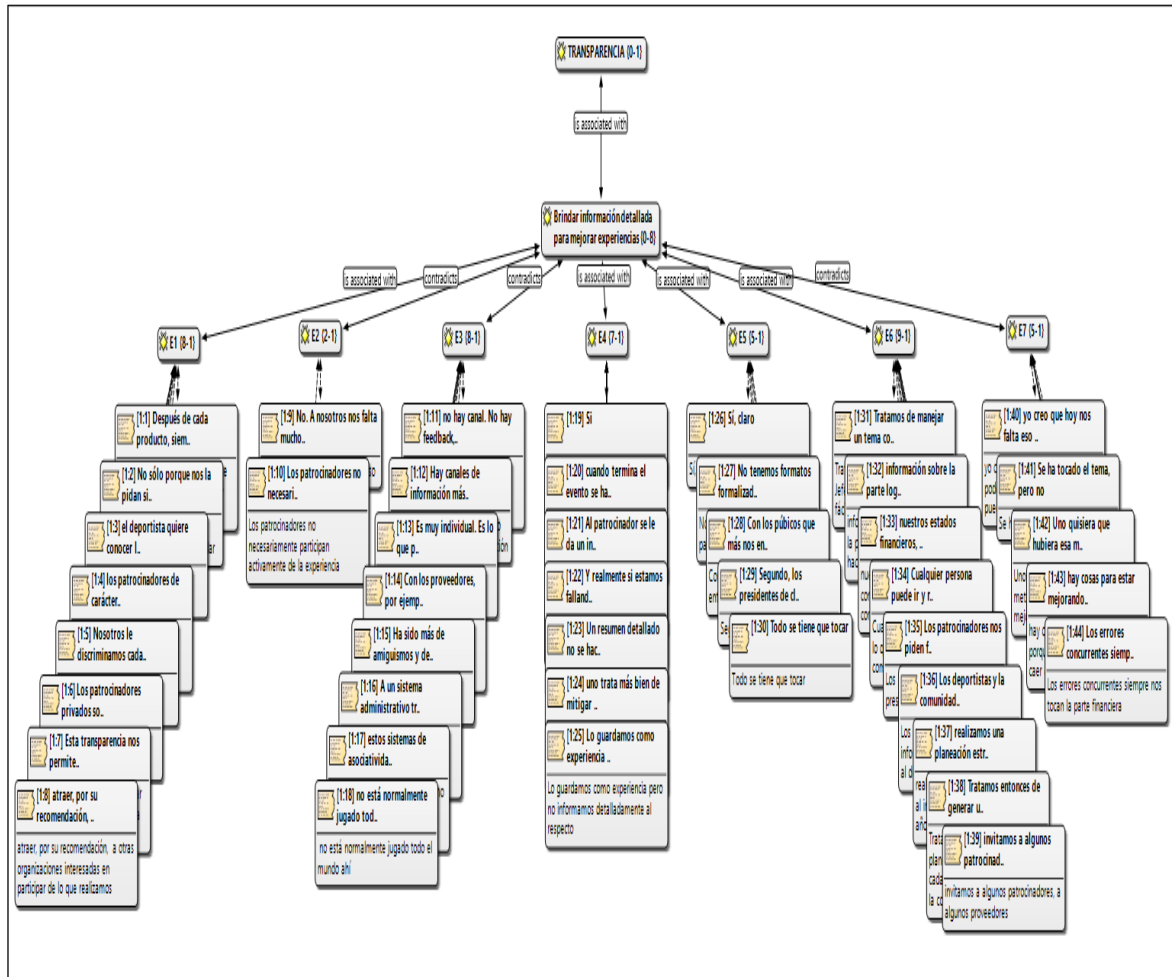 TRANSPARENCIA {0-1}
is associated with
Brindar información detallada
para mejorar experiencias {0-8}
is associated with
contradicts
contradicts
is associated with
is associated with
is associated with
contradicts
E1 {8-1}
E2 {2-1}
E3 {8-1}
E4 {7-1}
E5 {5-1}
E6 {9-1}
E7 {5-1}
[1:1] Después de cada
producto, siem..
[1:2] No sólo porque nos la
pidan si..
[1:3] el deportista quiere
conocer l..
[1:4] los patrocinadores de
carácter..
[1:5] Nosotros le
discriminamos cada..
[1:6] Los patrocinadores
privados so..
[1:7] Esta transparencia nos
permite..
[1:8] atraer, por su
recomendación, ..
atraer, por su recomendación, a otras
organizaciones interesadas en
participar de lo que realizamos
[1:9] No. A nosotros nos falta
mucho..
[1:10] Los patrocinadores no
necesari..
Los patrocinadores no
necesariamente participan
activamente de la experiencia
[1:11] no hay canal. No hay
feedback,..
[1:12] Hay canales de
información más..
[1:13] Es muy individual. Es lo
que p..
[1:14] Con los proveedores,
por ejemp..
[1:15] Ha sido más de
amiguismos y de..
[1:16] A un sistema
administrativo tr..
[1:17] estos sistemas de
asociativida..
[1:18] no está normalmente
jugado tod..
no está normalmente jugado todo el
mundo ahí
[1:19] Si
[1:20] cuando termina el
evento se ha..
[1:21] Al patrocinador se le
da un in..
[1:22] Y realmente si estamos
falland..
[1:23] Un resumen detallado
no se hac..
[1:24] uno trata más bien de
mitigar ..
[1:25] Lo guardamos como
experiencia ..
Lo guardamos como experiencia pero
no informamos detalladamente al
respecto
[1:26] Sí, claro
[1:27] No tenemos formatos
formalizad..
[1:28] Con los púbicos que
más nos en..
[1:29] Segundo, los
presidentes de cl..
[1:30] Todo se tiene que tocar
Todo se tiene que tocar
[1:31] Tratamos de manejar
un tema co..
[1:32] información sobre la
parte log..
[1:33] nuestros estados
financieros, ..
[1:34] Cualquier persona
puede ir y r..
[1:35] Los patrocinadores nos
piden f..
[1:36] Los deportistas y la
comunidad..
[1:37] realizamos una
planeación estr..
[1:38] Tratamos entonces de
generar u..
[1:39] invitamos a algunos
patrocinad..
invitamos a algunos patrocinadores, a
algunos proveedores
[1:40] yo creo que hoy nos
falta eso ..
[1:41] Se ha tocado el tema,
pero no
[1:42] Uno quisiera que
hubiera esa m..
[1:43] hay cosas para estar
mejorando..
[1:44] Los errores
concurrentes siemp..
Los errores concurrentes siempre nos
tocan la parte financiera